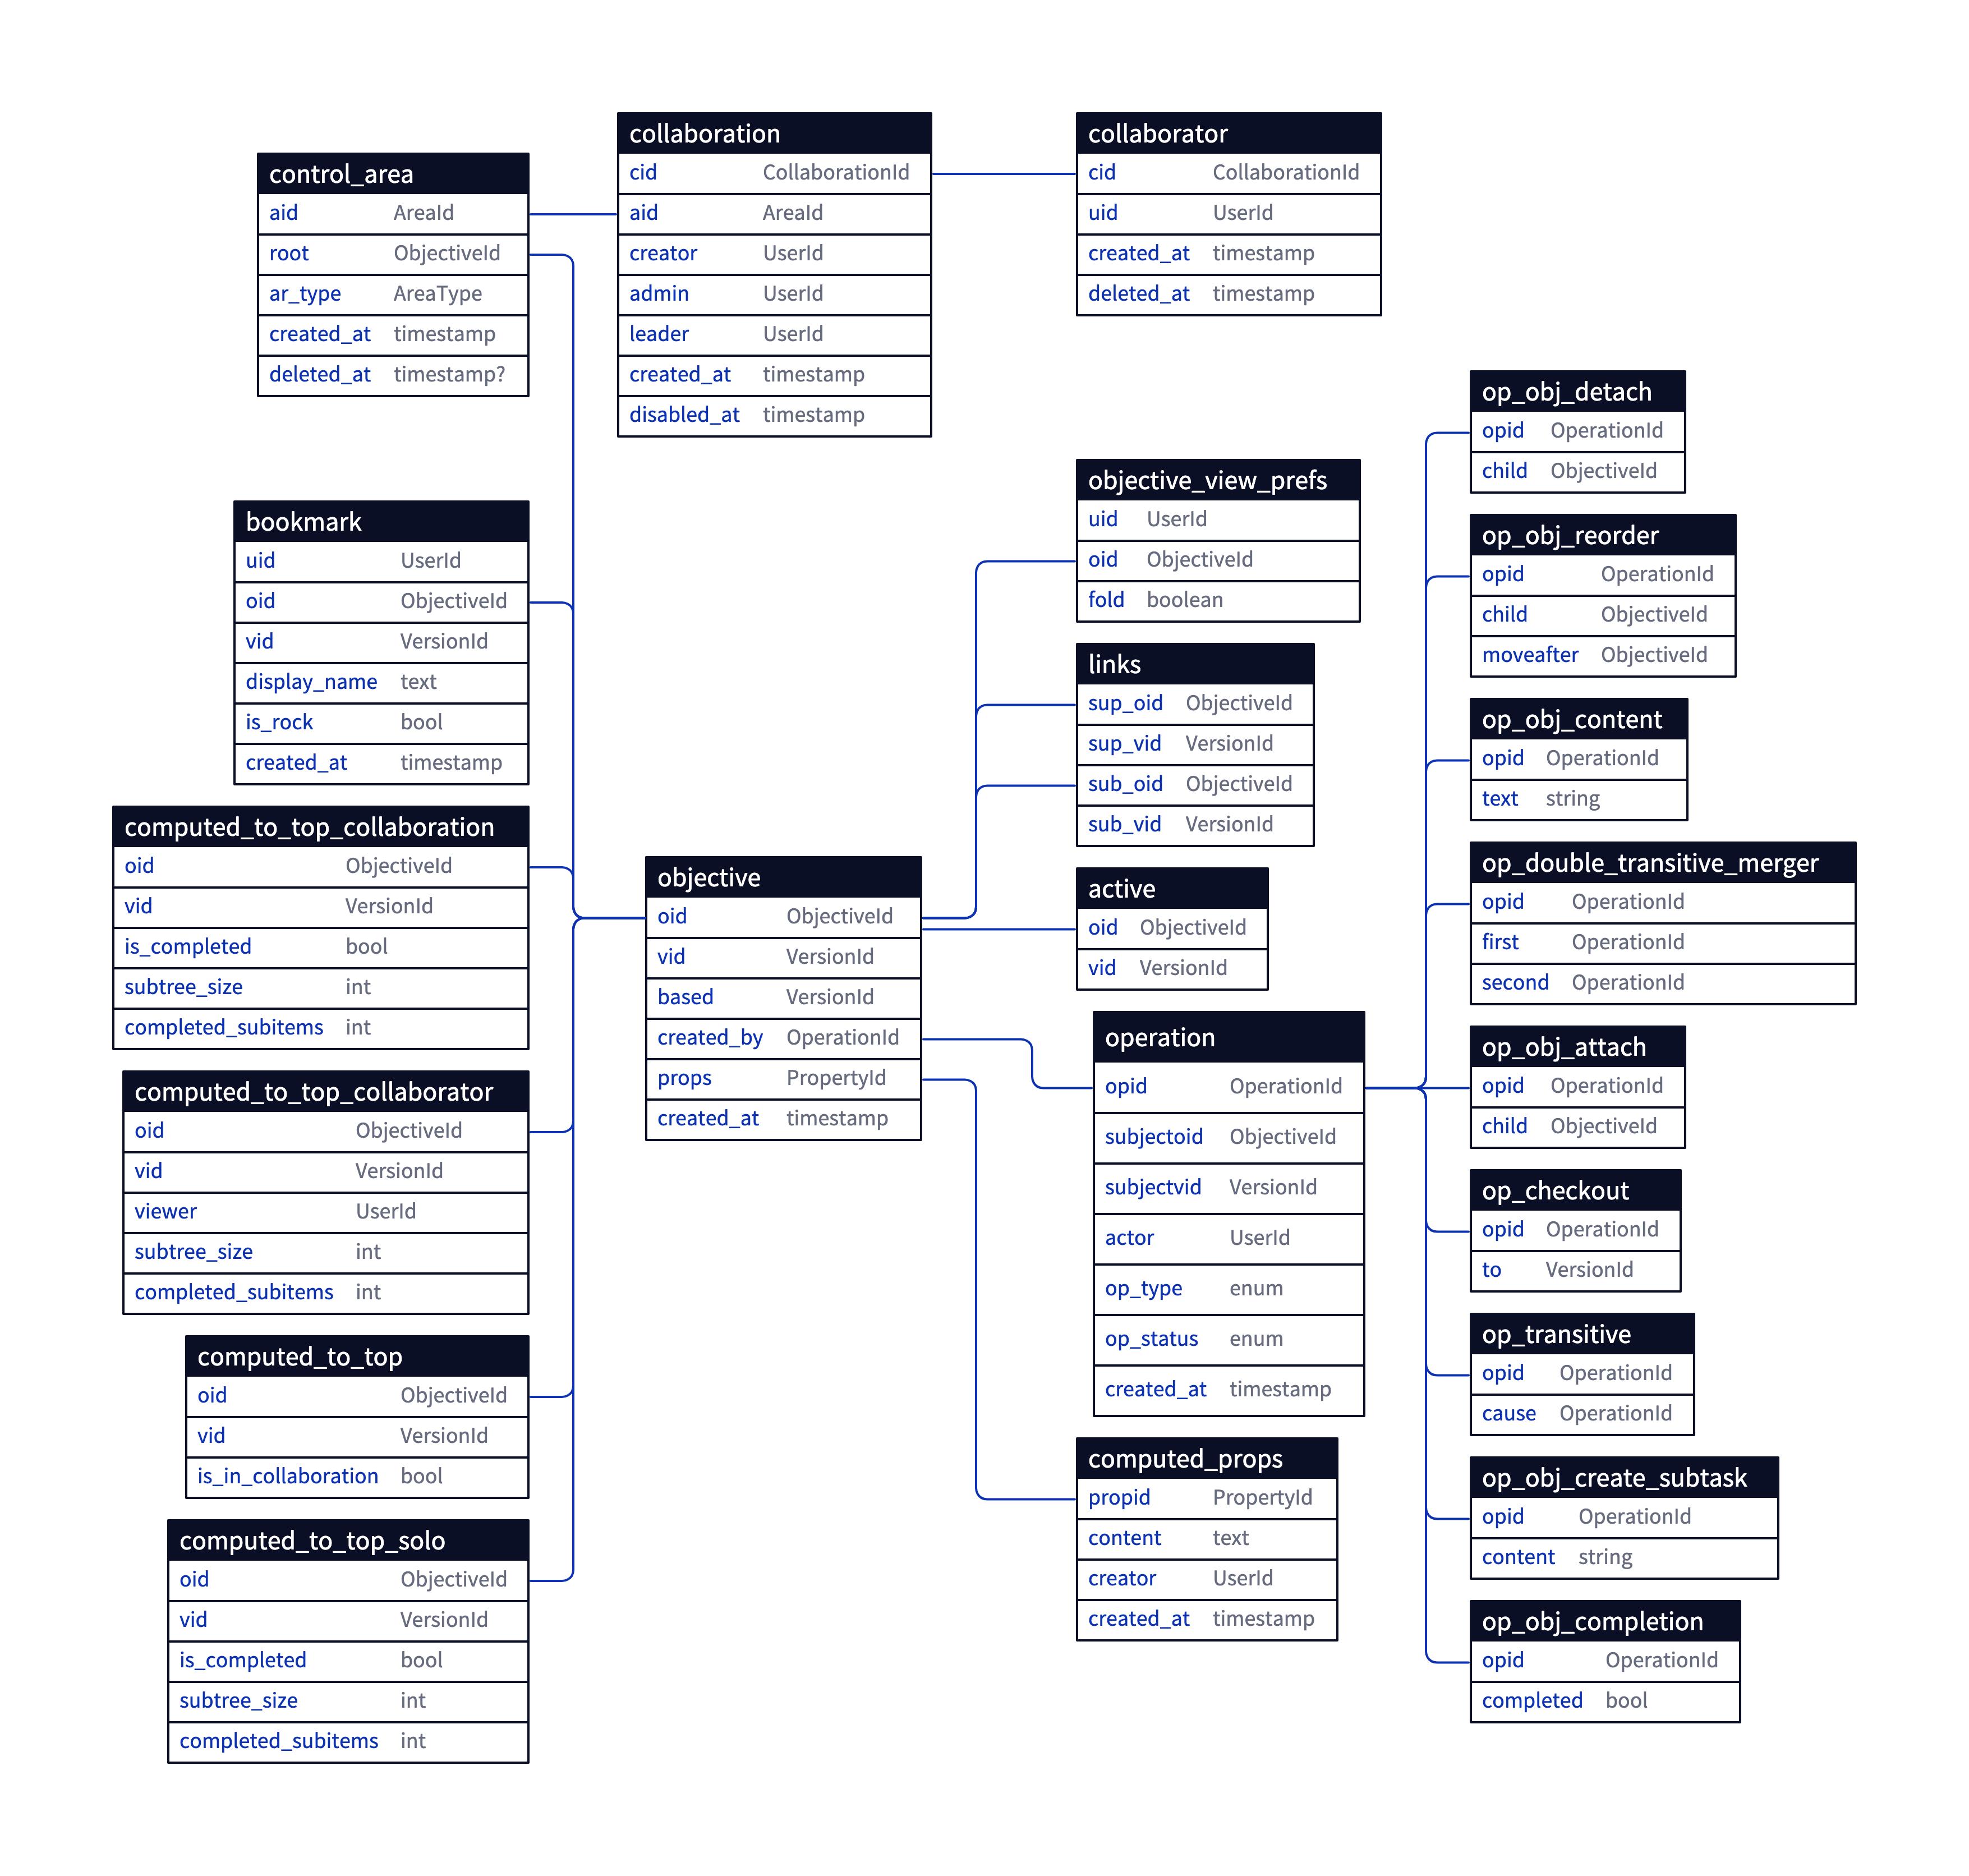 control_area
aid AreaId
root ObjectiveId
ar_type AreaType
created_at timestamp
deleted_at timestamp?
collaboration
cid CollaborationId
aid AreaId
creator UserId
admin UserId
leader UserId
created_at timestamp
disabled_at timestamp
collaborator
cid CollaborationId
uid UserId
created_at timestamp
deleted_at timestamp
bookmark
uid UserId
oid ObjectiveId
vid VersionId
display_name text
is_rock bool
created_at timestamp
computed_to_top_collaboration
oid ObjectiveId
vid VersionId
is_completed bool
subtree_size int
completed_subitems int
computed_to_top_collaborator
oid ObjectiveId
vid VersionId
viewer UserId
subtree_size int
completed_subitems int
computed_to_top
oid ObjectiveId
vid VersionId
is_in_collaboration bool
computed_to_top_solo
oid ObjectiveId
vid VersionId
is_completed bool
subtree_size int
completed_subitems int
objective
oid ObjectiveId
vid VersionId
based VersionId
created_by OperationId
props PropertyId
created_at timestamp
objective_view_prefs
uid UserId
oid ObjectiveId
fold boolean
links
sup_oid ObjectiveId
sup_vid VersionId
sub_oid ObjectiveId
sub_vid VersionId
active
oid ObjectiveId
vid VersionId
operation
opid OperationId
subjectoid ObjectiveId
subjectvid VersionId
actor UserId
op_type enum
op_status enum
created_at timestamp
computed_props
propid PropertyId
content text
creator UserId
created_at timestamp
op_obj_detach
opid OperationId
child ObjectiveId
op_obj_reorder
opid OperationId
child ObjectiveId
moveafter ObjectiveId
op_obj_content
opid OperationId
text string
op_double_transitive_merger
opid OperationId
first OperationId
second OperationId
op_obj_attach
opid OperationId
child ObjectiveId
op_checkout
opid OperationId
to VersionId
op_transitive
opid OperationId
cause OperationId
op_obj_create_subtask
opid OperationId
content string
op_obj_completion
opid OperationId
completed bool